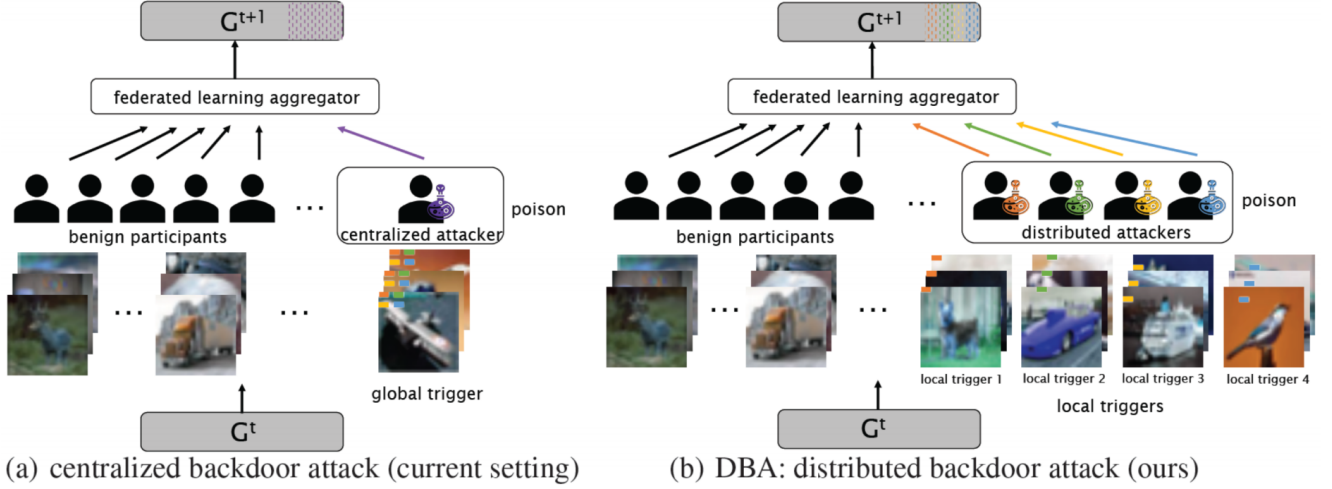 G^{t+1}
federated learning aggregator
...
poison
centralized attacker
benign participants
...
...
global trigger
G^t
(a) centralized backdoor attack (current setting)
G^{t+1}
federated learning aggregator
...
poison
benign participants
distributed attackers
...
...
local trigger 1
local trigger 2
local trigger 3
local trigger 4
local triggers
G^t
(b) DBA: distributed backdoor attack (ours)